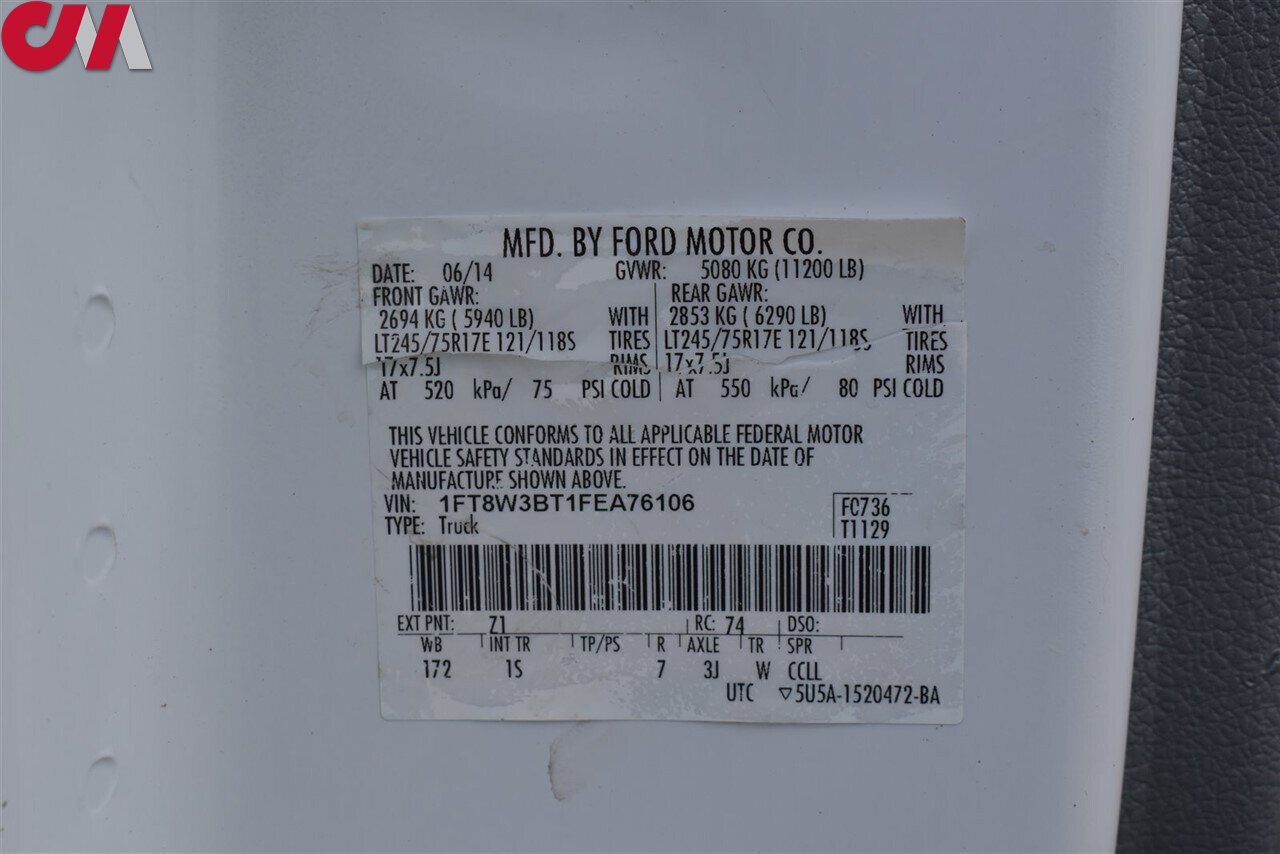 MFD. BY FORD MOTOR CO.
DATE: 06/14 GVWR: 5080 KG (11200 LB)
FRONT GAWR: REAR GAWR:
2694 KG ( 5940 LB) WITH 2853 KG ( 6290 LB) WITH
LT245/75R17E 121/118S TIRES LT245/75R17E 121/118S TIRES
17x7.5J RIMS 17x7.5J RIMS
AT 520 kPa/ 75 PSI COLD AT 550 kPa/ 80 PSI COLD
THIS VEHICLE CONFORMS TO ALL APPLICABLE FEDERAL MOTOR
VEHICLE SAFETY STANDARDS IN EFFECT ON THE DATE OF
MANUFACTURE SHOWN ABOVE.
VIN: 1FT8W3BT1FEA76106 FC736
TYPE: Truck T1129
EXT PNT: Z1 RC: 74 DSO:
WB INT TR TP/PS R AXLE TR SPR
172 1S 7 3J W CCLL
UTC ▽5U5A-1520472-BA